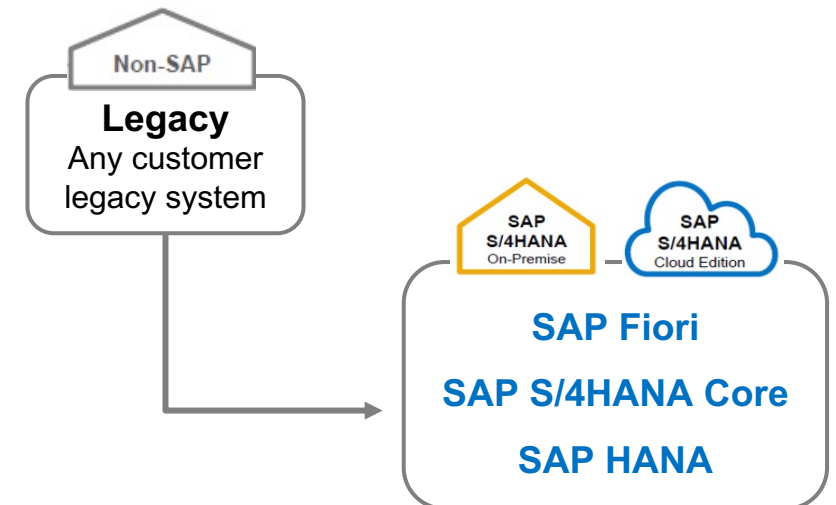 Non-SAP
Legacy
Any customer
legacy system
SAP
S/4HANA
On-Premise
SAP
S/4HANA
Cloud Edition
SAP Fiori
SAP S/4HANA Core
SAP HANA